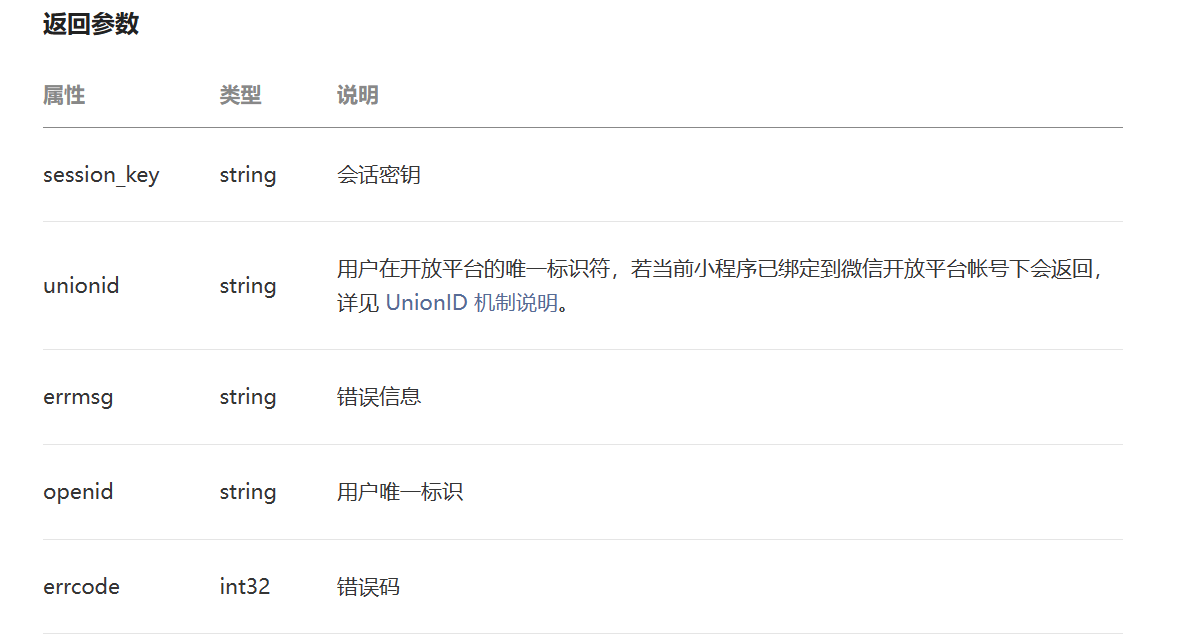 返回参数
属性 类型 说明
session_key string 会话密钥
unionid string 用户在开放平台的唯一标识符，若当前小程序已绑定到微信开放平台帐号下会返回，
详见 UnionID 机制说明。
errmsg string 错误信息
openid string 用户唯一标识
errcode int32 错误码